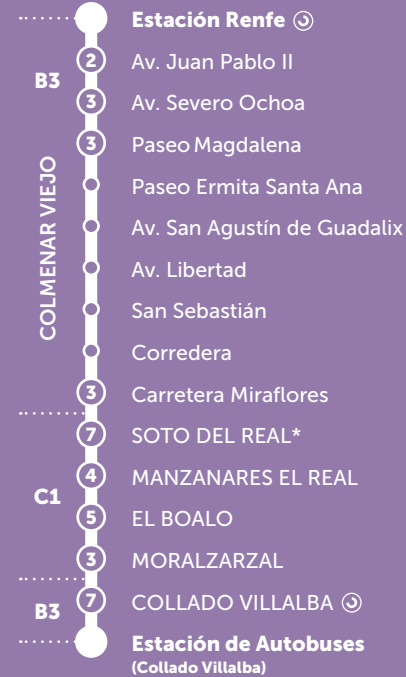 Estación Renfe
2 Av. Juan Pablo II
B3
3 Av. Severo Ochoa
3 Paseo Magdalena
COLMENAR VIEJO
Paseo Ermita Santa Ana
Av. San Agustín de Guadalix
Av. Libertad
San Sebastián
Corredera
3 Carretera Miraflores
7 SOTO DEL REAL*
4 MANZANARES EL REAL
C1
5 EL BOALO
3 MORALZARZAL
B3 7 COLLADO VILLALBA
Estación de Autobuses
(Collado Villalba)